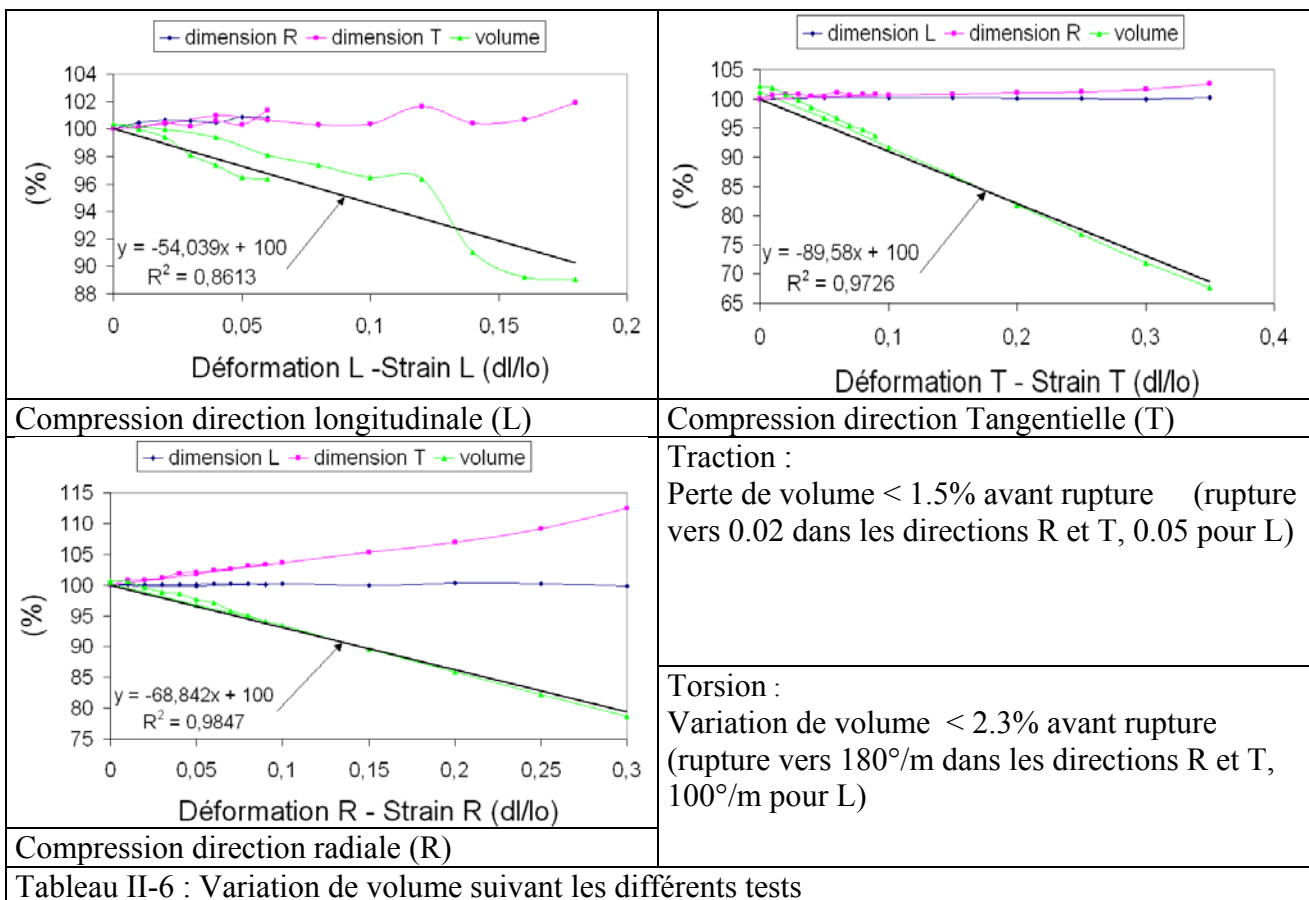 dimension R dimension T volume
104
102
100
98
96
94
92
90
88
(%)
y = -54,039x + 100
R² = 0,8613
0 0,05 0,1 0,15 0,2
Déformation L -Strain L (dl/lo)
Compression direction longitudinale (L)
dimension L dimension R volume
105
100
95
90
85
80
75
70
65
(%)
y = -89,58x + 100
R² = 0,9726
0 0,1 0,2 0,3 0,4
Déformation T - Strain T (dl/lo)
Compression direction Tangentielle (T)
dimension L dimension T volume
115
110
105
100
95
90
85
80
75
(%)
y = -68,842x + 100
R² = 0,9847
0 0,05 0,1 0,15 0,2 0,25 0,3
Déformation R - Strain R (dl/lo)
Compression direction radiale (R)
Traction :
Perte de volume < 1.5% avant rupture (rupture
vers 0.02 dans les directions R et T, 0.05 pour L)
Torsion :
Variation de volume < 2.3% avant rupture
(rupture vers 180°/m dans les directions R et T,
100°/m pour L)
Tableau II-6 : Variation de volume suivant les différents tests